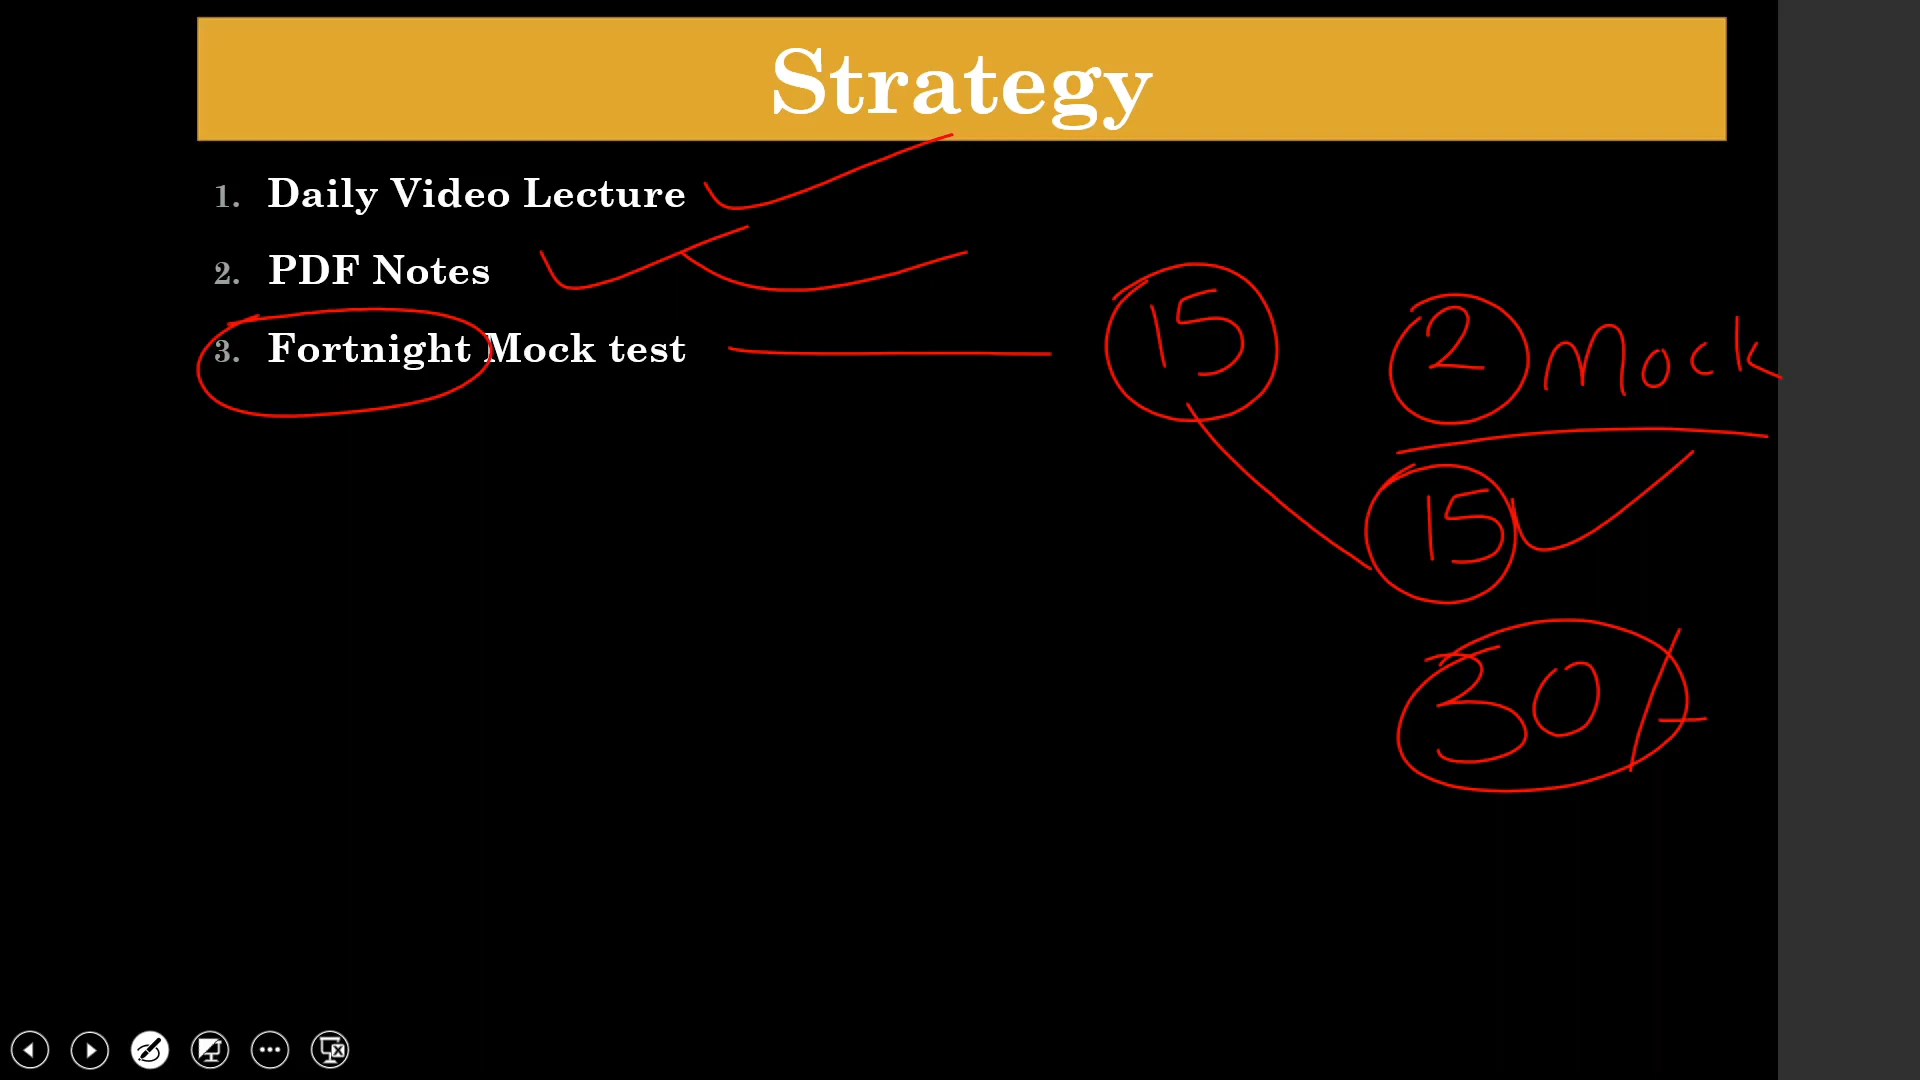 Strategy
1. Daily Video Lecture
2. PDF Notes
3. Fortnight Mock test
15
2 Mock
15
30